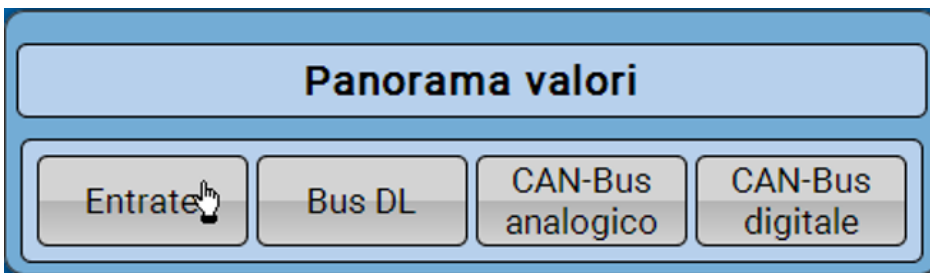 Panorama valori
Entrate
Bus DL
CAN-Bus
analogico
CAN-Bus
digitale